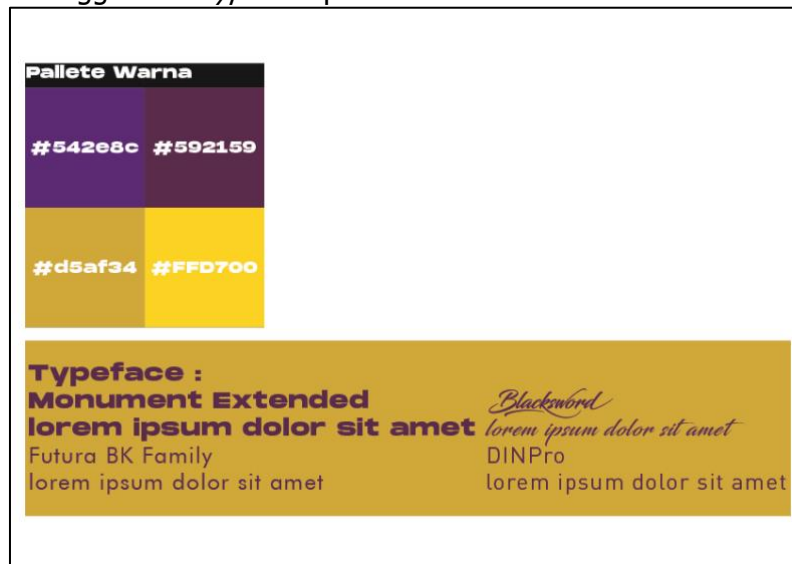 Pallete Warna
#542e8c #592159
#d5af34 #FFD700
Typeface :
Monument Extended
lorem ipsum dolor sit amet
Futura BK Family
lorem ipsum dolor sit amet
Blacksword
lorem ipsum dolor sit amet
DINPro
lorem ipsum dolor sit amet